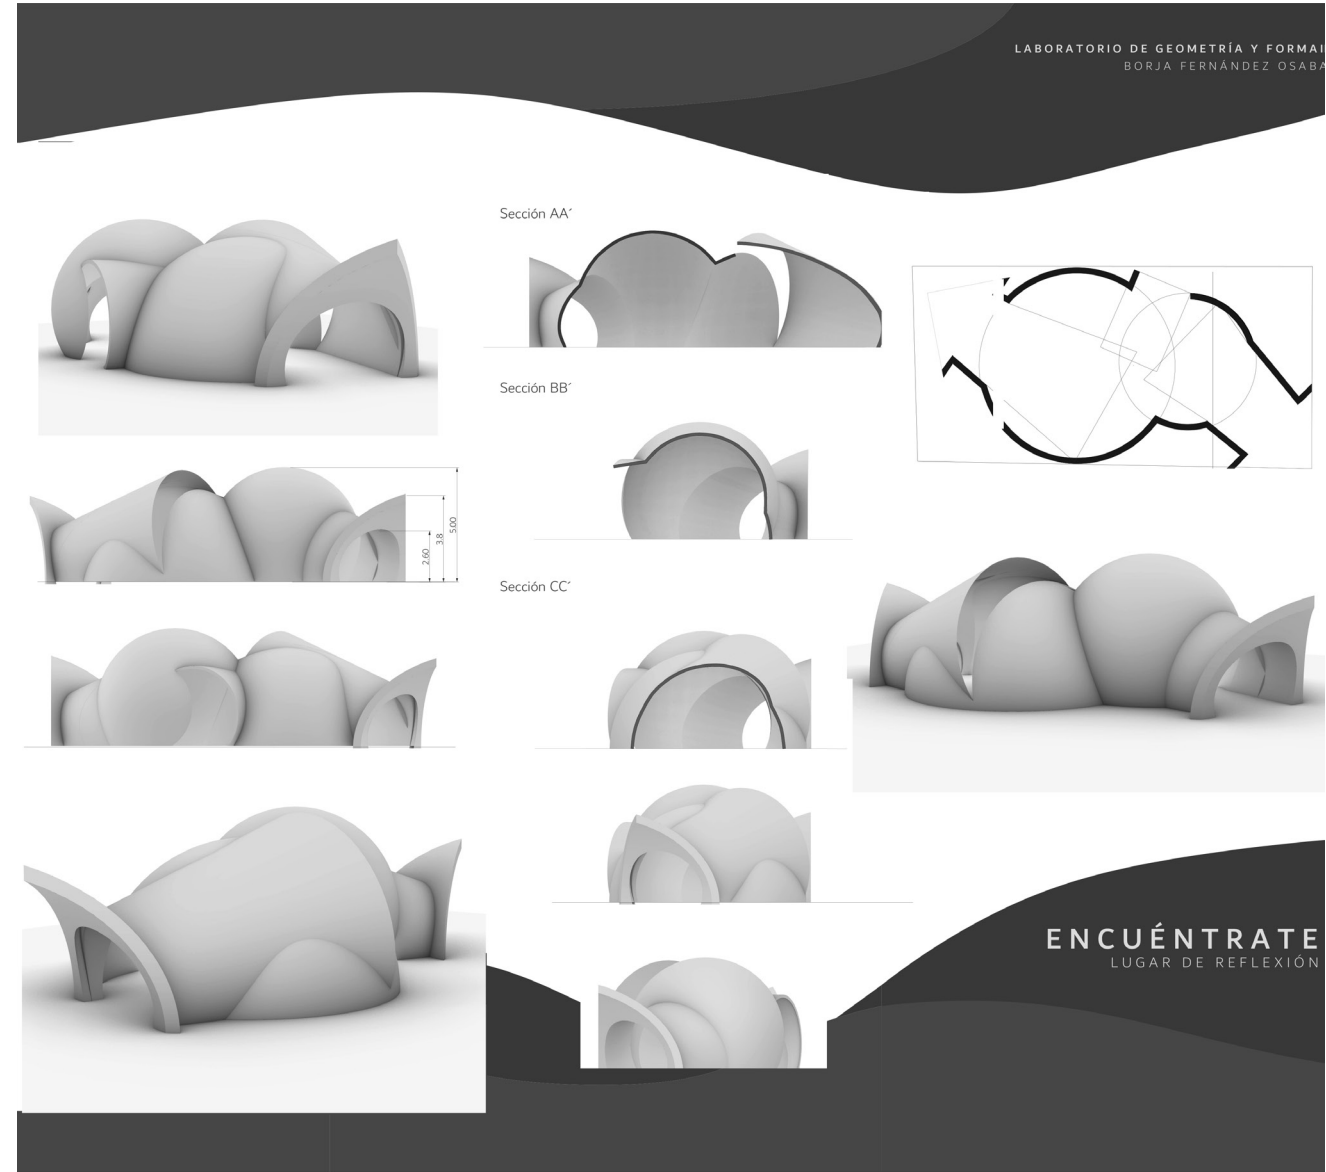 LABORATORIO DE GEOMETRÍA Y FORMAII
BORJA FERNÁNDEZ OSABA
Sección AA´
Sección BB´
2.60
3.8
5.00
Sección CC´
ENCUÉNTRATE
LUGAR DE REFLEXIÓN